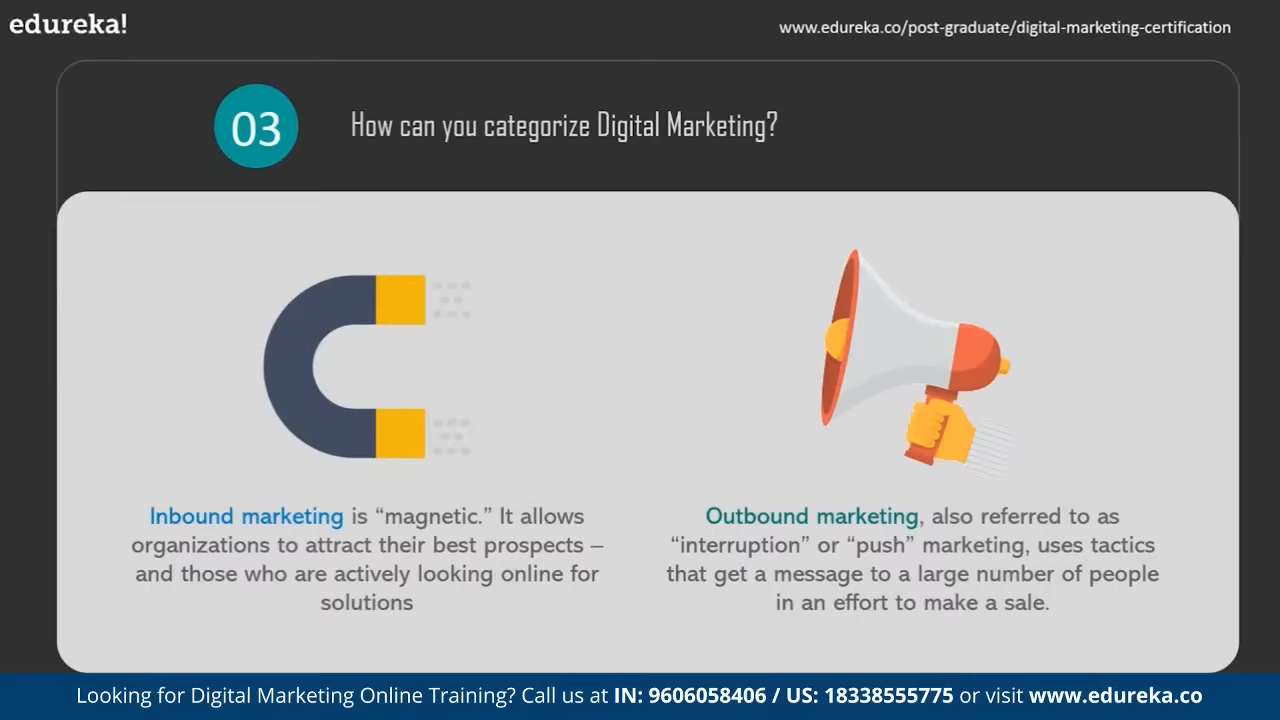 edureka!
www.edureka.co/post-graduate/digital-marketing-certification
03
How can you categorize Digital Marketing?
Inbound marketing is “magnetic.” It allows
organizations to attract their best prospects –
and those who are actively looking online for
solutions
Outbound marketing, also referred to as
“interruption” or “push” marketing, uses tactics
that get a message to a large number of people
in an effort to make a sale.
Looking for Digital Marketing Online Training? Call us at IN: 9606058406 / US: 18338555775 or visit www.edureka.co